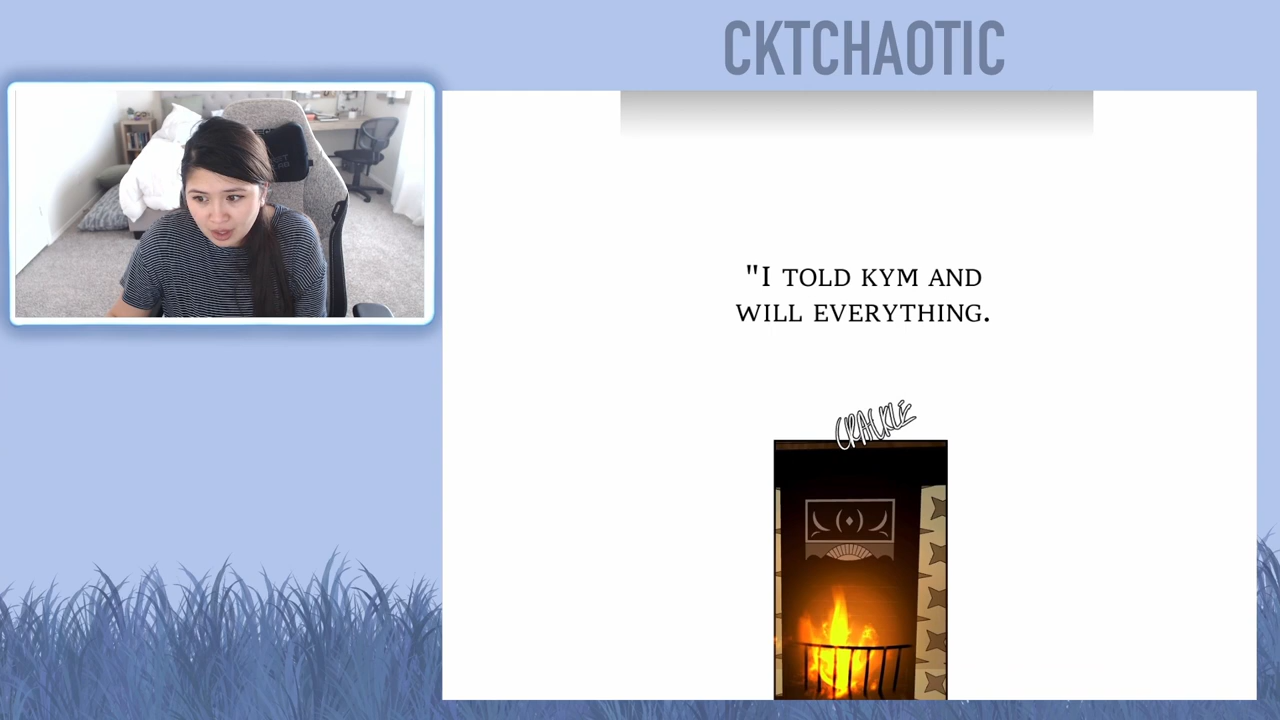 CKTCHAOTIC
"I TOLD KYM AND
WILL EVERYTHING.
CRACKLE